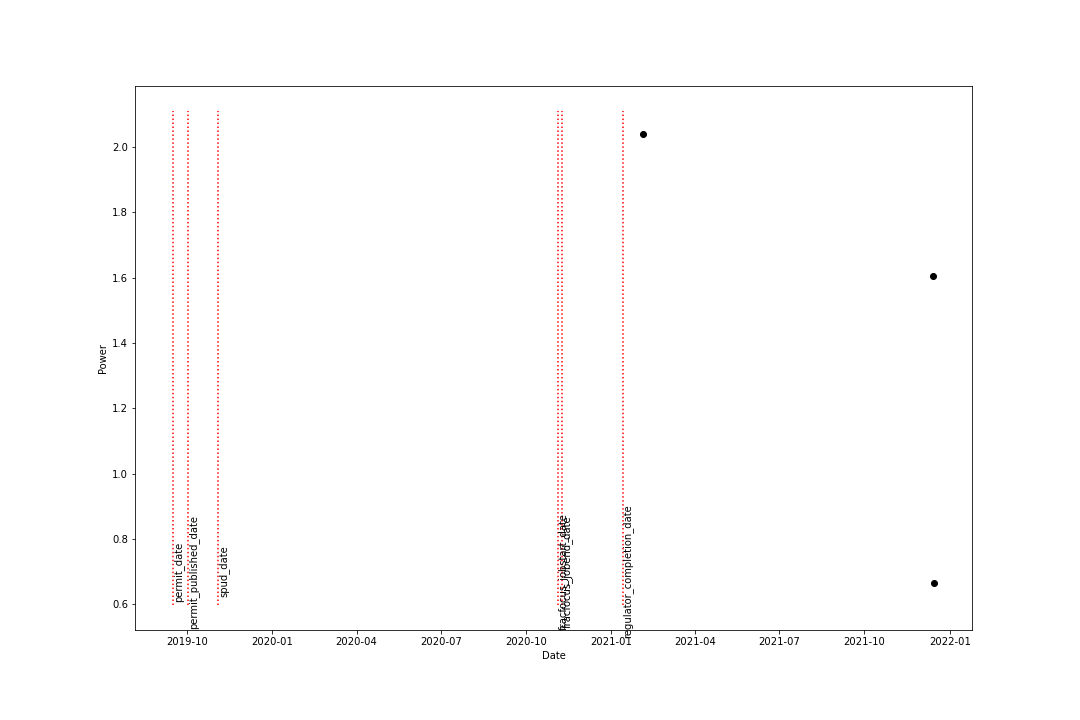 2.0
1.8
1.6
1.4
1.2
1.0
0.8
0.6
Power
permit_date
permit_published_date
spud_date
fracfocus_jobstart_date
fracfocus_jobend_date
regulator_completion_date
2019-10
2020-01
2020-04
2020-07
2020-10
2021-01
2021-04
2021-07
2021-10
2022-01
Date